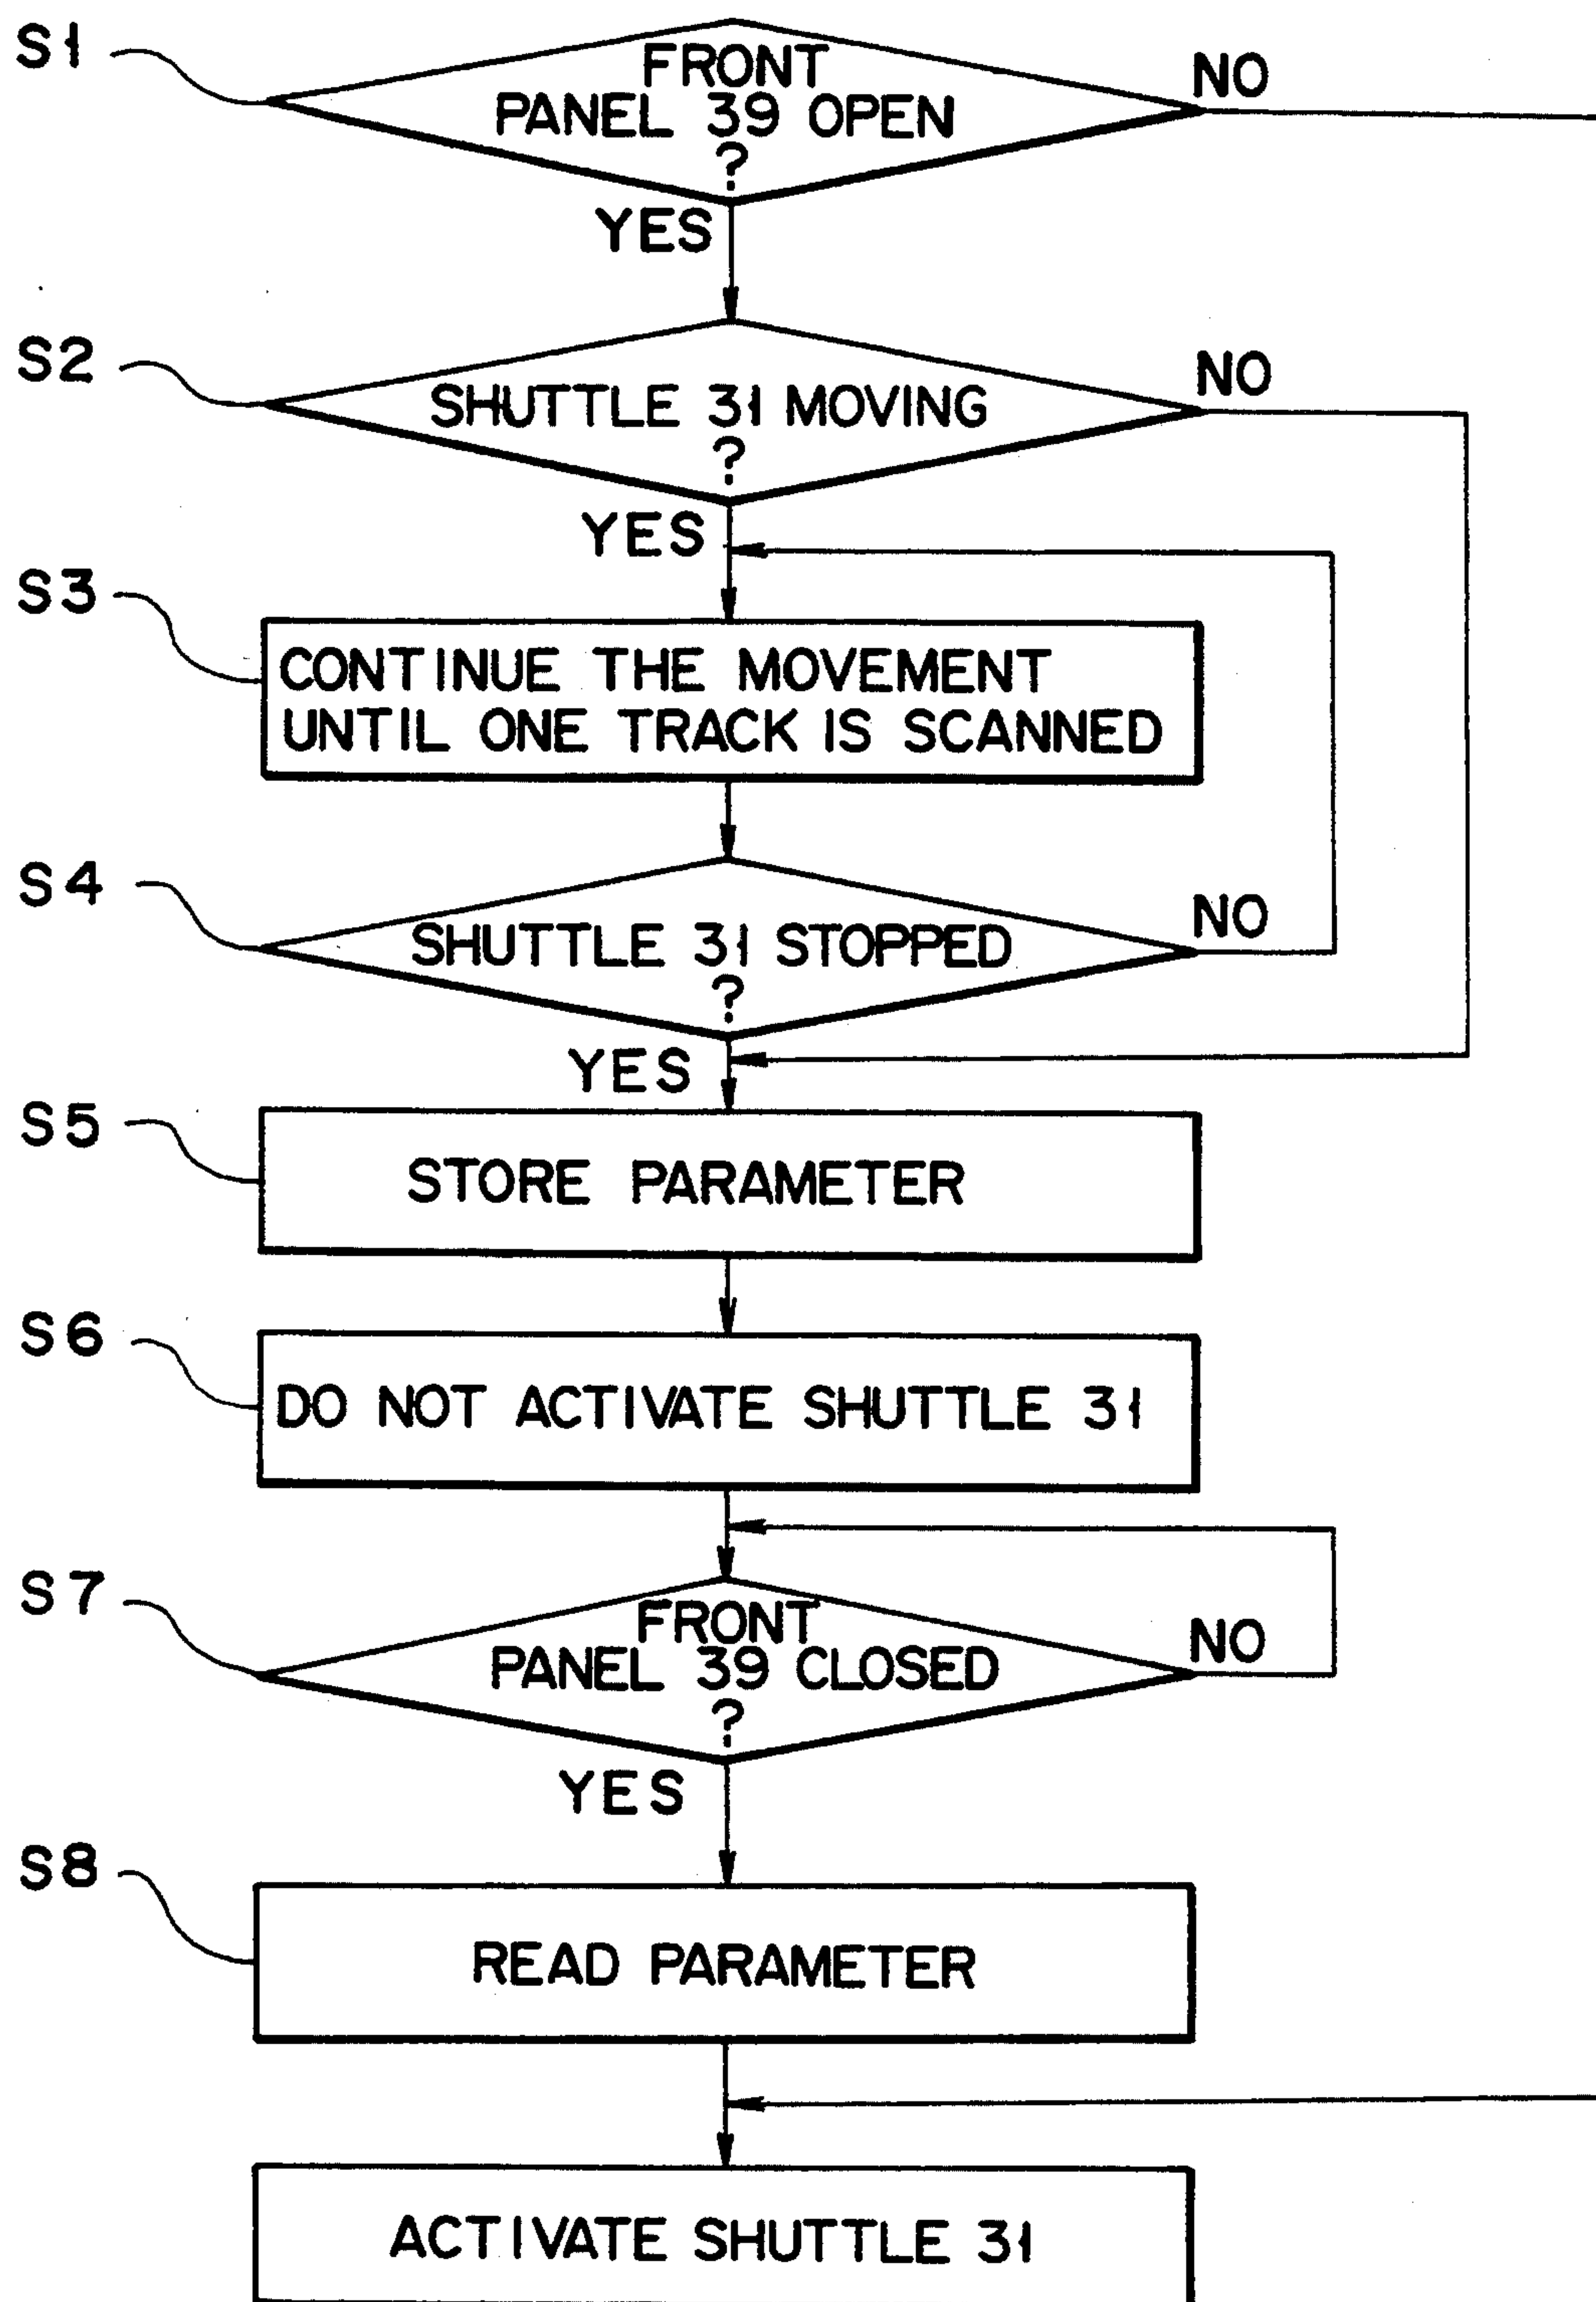 S1
FRONT
PANEL 39 OPEN
?
NO
YES
S2
SHUTTLE 31 MOVING
?
NO
YES
S3
CONTINUE THE MOVEMENT
UNTIL ONE TRACK IS SCANNED
S4
SHUTTLE 31 STOPPED
?
NO
YES
S5
STORE PARAMETER
S6
DO NOT ACTIVATE SHUTTLE 31
S7
FRONT
PANEL 39 CLOSED
?
NO
YES
S8
READ PARAMETER
ACTIVATE SHUTTLE 31